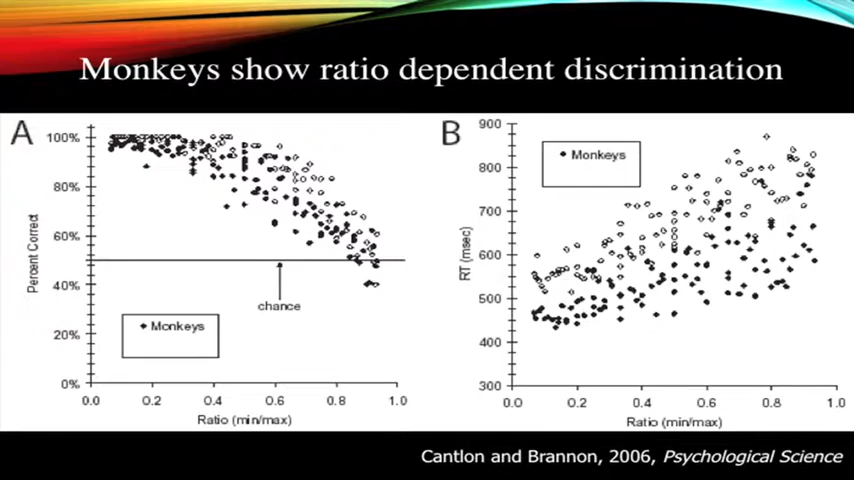 Monkeys show ratio dependent discrimination
A
100%
80%
60%
40%
20%
0%
Percent Correct
chance
Monkeys
0.0 0.2 0.4 0.6 0.8 1.0
Ratio (min/max)
B
900
800
700
600
500
400
300
RT (msec)
Monkeys
0.0 0.2 0.4 0.6 0.8 1.0
Ratio (min/max)
Cantlon and Brannon, 2006, Psychological Science